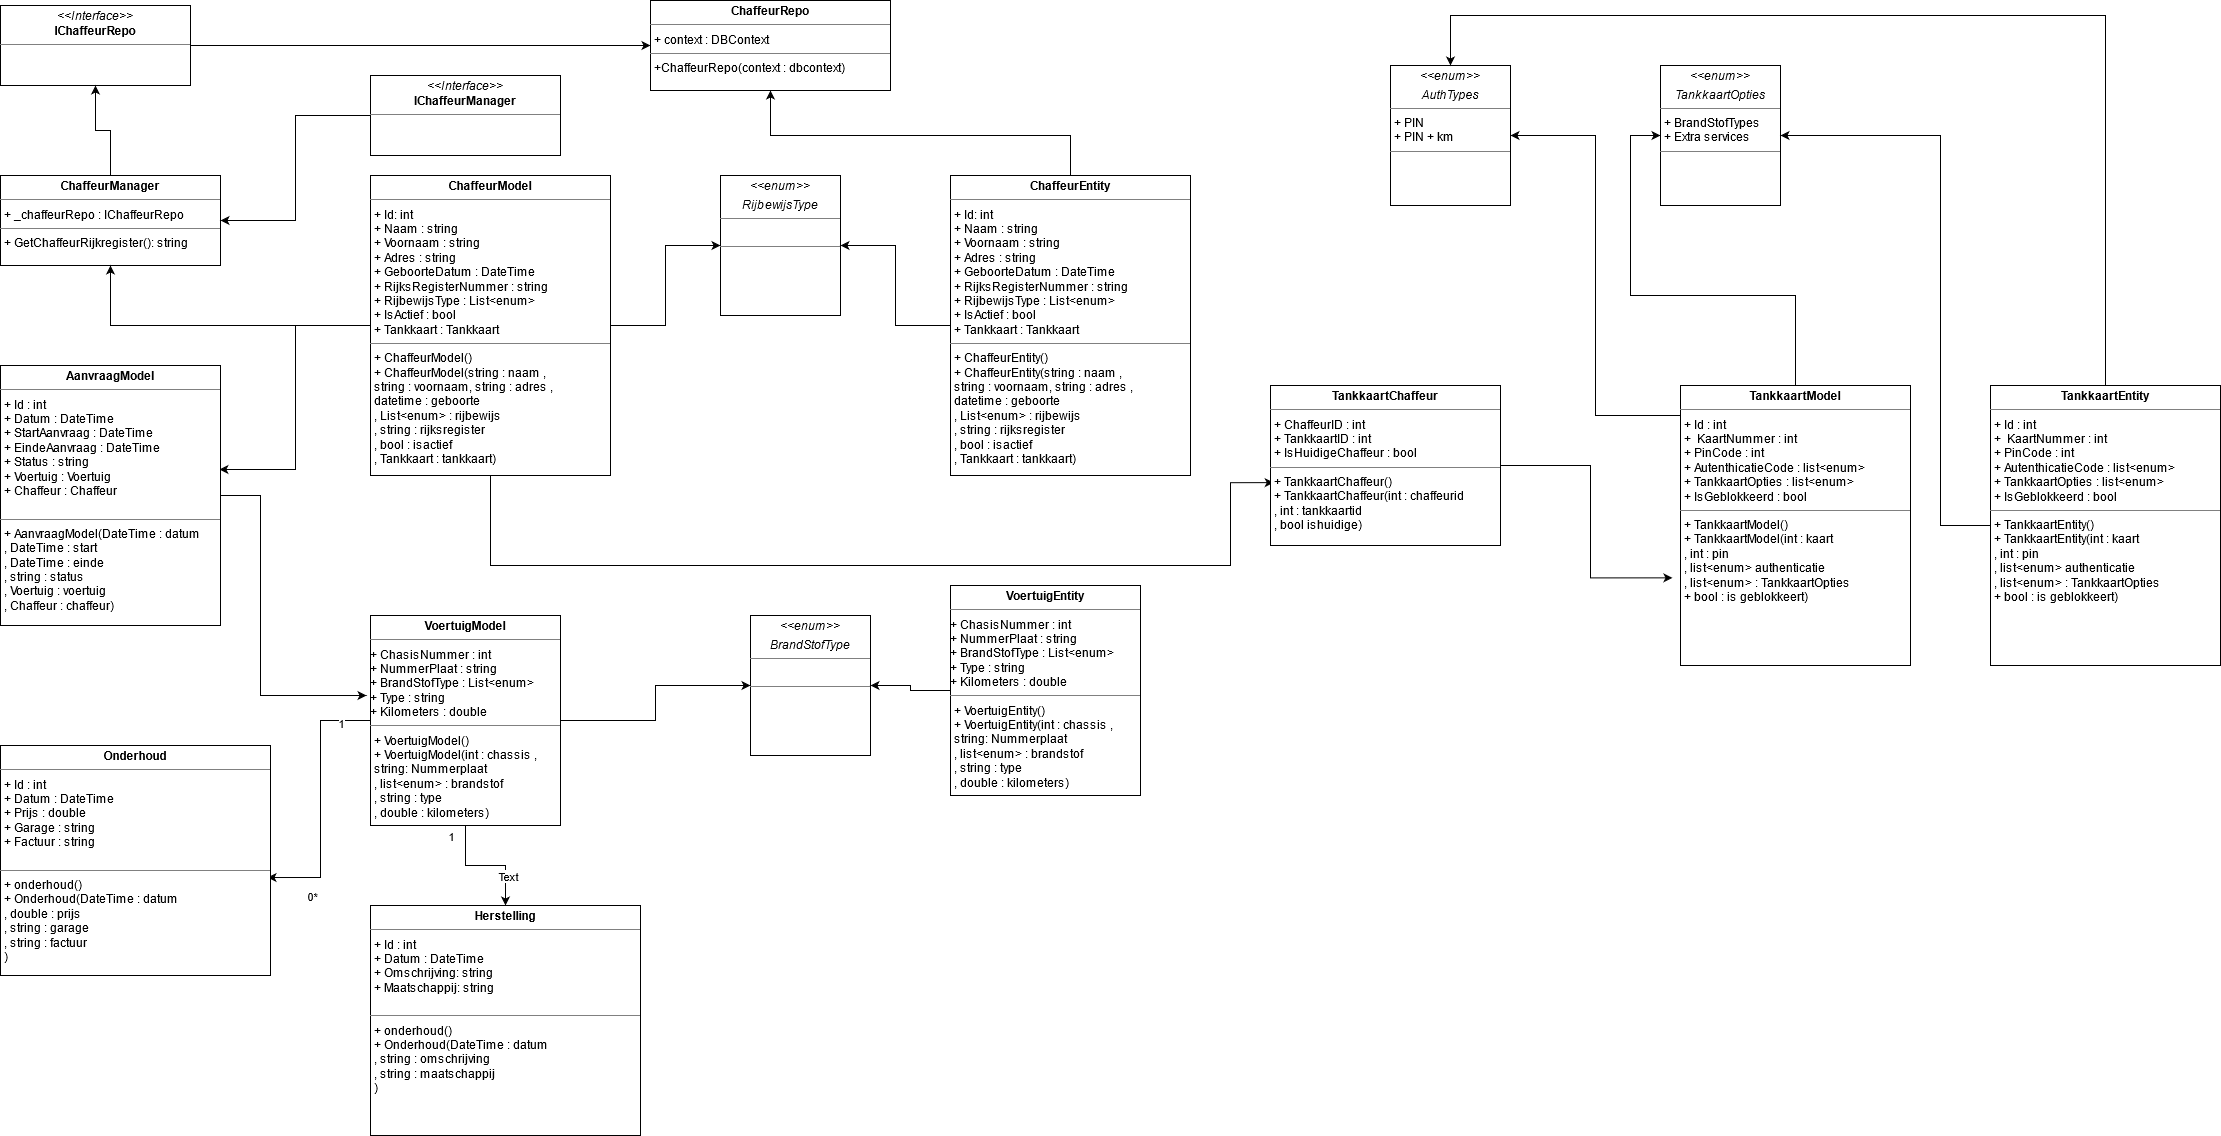 <<Interface>>
IChaffeurRepo
ChaffeurRepo
+ context : DBContext
+ChaffeurRepo(context : dbcontext)
<<Interface>>
IChaffeurManager
<<enum>>
AuthTypes
+ PIN
+ PIN + km
<<enum>>
TankkaartOpties
+ BrandStofTypes
+ Extra services
ChaffeurManager
+ _chaffeurRepo : IChaffeurRepo
+ GetChaffeurRijkregister(): string
ChaffeurModel
+ Id: int
+ Naam : string
+ Voornaam : string
+ Adres : string
+ GeboorteDatum : DateTime
+ RijksRegisterNummer : string
+ RijbewijsType : List<enum>
+ IsActief : bool
+ Tankkaart : Tankkaart
+ ChaffeurModel()
+ ChaffeurModel(string : naam ,
string : voornaam, string : adres ,
datetime : geboorte
, List<enum> : rijbewijs
, string : rijksregister
, bool : isactief
, Tankkaart : tankkaart)
<<enum>>
RijbewijsType
ChaffeurEntity
+ Id: int
+ Naam : string
+ Voornaam : string
+ Adres : string
+ GeboorteDatum : DateTime
+ RijksRegisterNummer : string
+ RijbewijsType : List<enum>
+ IsActief : bool
+ Tankkaart : Tankkaart
+ ChaffeurEntity()
+ ChaffeurEntity(string : naam ,
string : voornaam, string : adres ,
datetime : geboorte
, List<enum> : rijbewijs
, string : rijksregister
, bool : isactief
, Tankkaart : tankkaart)
AanvraagModel
+ Id : int
+ Datum : DateTime
+ StartAanvraag : DateTime
+ EindeAanvraag : DateTime
+ Status : string
+ Voertuig : Voertuig
+ Chaffeur : Chaffeur
+ AanvraagModel(DateTime : datum
, DateTime : start
, DateTime : einde
, string : status
, Voertuig : voertuig
, Chaffeur : chaffeur)
TankkaartChaffeur
+ ChaffeurID : int
+ TankkaartID : int
+ IsHuidigeChaffeur : bool
+ TankkaartChaffeur()
+ TankkaartChaffeur(int : chaffeurid
, int : tankkaartid
, bool ishuidige)
TankkaartModel
+ Id : int
+  KaartNummer : int
+ PinCode : int
+ AutenthicatieCode : list<enum>
+ TankkaartOpties : list<enum>
+ IsGeblokkeerd : bool
+ TankkaartModel()
+ TankkaartModel(int : kaart
, int : pin
, list<enum> authenticatie
, list<enum> : TankkaartOpties
+ bool : is geblokkeert)
TankkaartEntity
+ Id : int
+  KaartNummer : int
+ PinCode : int
+ AutenthicatieCode : list<enum>
+ TankkaartOpties : list<enum>
+ IsGeblokkeerd : bool
+ TankkaartEntity()
+ TankkaartEntity(int : kaart
, int : pin
, list<enum> authenticatie
, list<enum> : TankkaartOpties
+ bool : is geblokkeert)
VoertuigModel
+ ChasisNummer : int
+ NummerPlaat : string
+ BrandStofType : List<enum>
+ Type : string
+ Kilometers : double
+ VoertuigModel()
+ VoertuigModel(int : chassis ,
string: Nummerplaat
, list<enum> : brandstof
, string : type
, double : kilometers)
<<enum>>
BrandStofType
VoertuigEntity
+ ChasisNummer : int
+ NummerPlaat : string
+ BrandStofType : List<enum>
+ Type : string
+ Kilometers : double
+ VoertuigEntity()
+ VoertuigEntity(int : chassis ,
string: Nummerplaat
, list<enum> : brandstof
, string : type
, double : kilometers)
1
0*
Onderhoud
+ Id : int
+ Datum : DateTime
+ Prijs : double
+ Garage : string
+ Factuur : string
+ onderhoud()
+ Onderhoud(DateTime : datum
, double : prijs
, string : garage
, string : factuur
)
1
Text
Herstelling
+ Id : int
+ Datum : DateTime
+ Omschrijving: string
+ Maatschappij: string
+ onderhoud()
+ Onderhoud(DateTime : datum
, string : omschrijving
, string : maatschappij
)